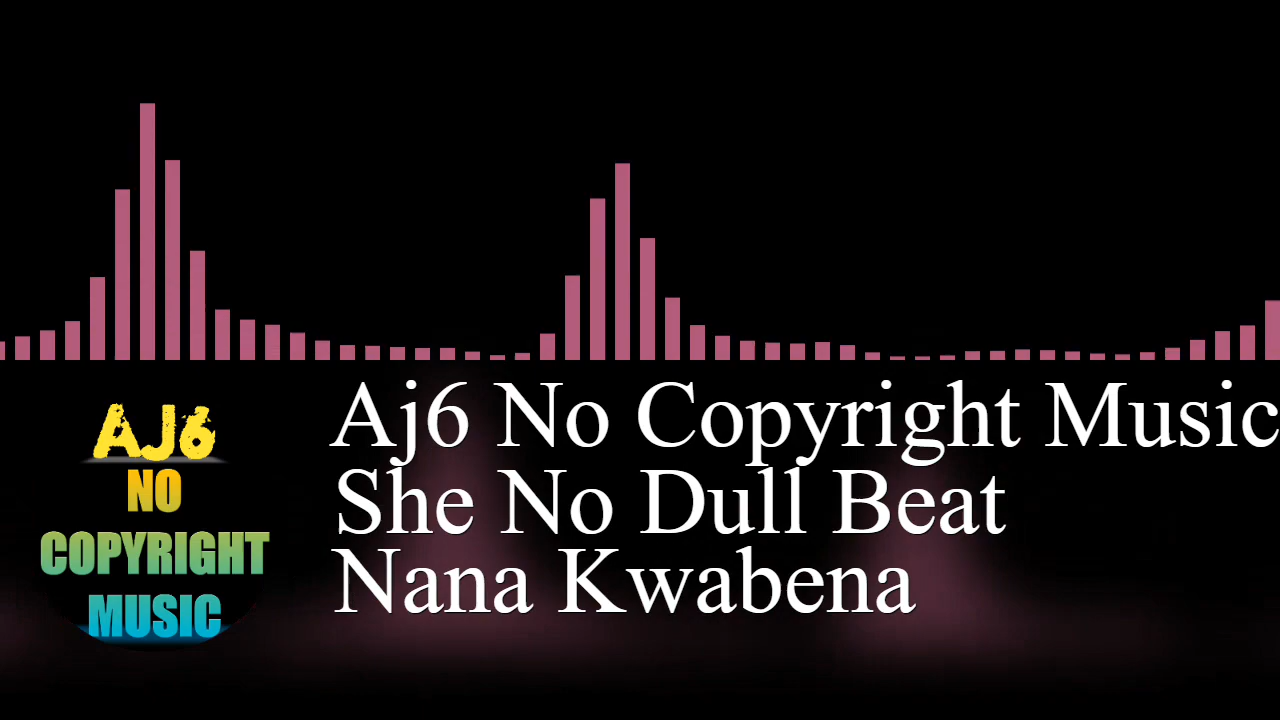 AJ6
NO
COPYRIGHT
MUSIC
Aj6 No Copyright Music
She No Dull Beat
Nana Kwabena